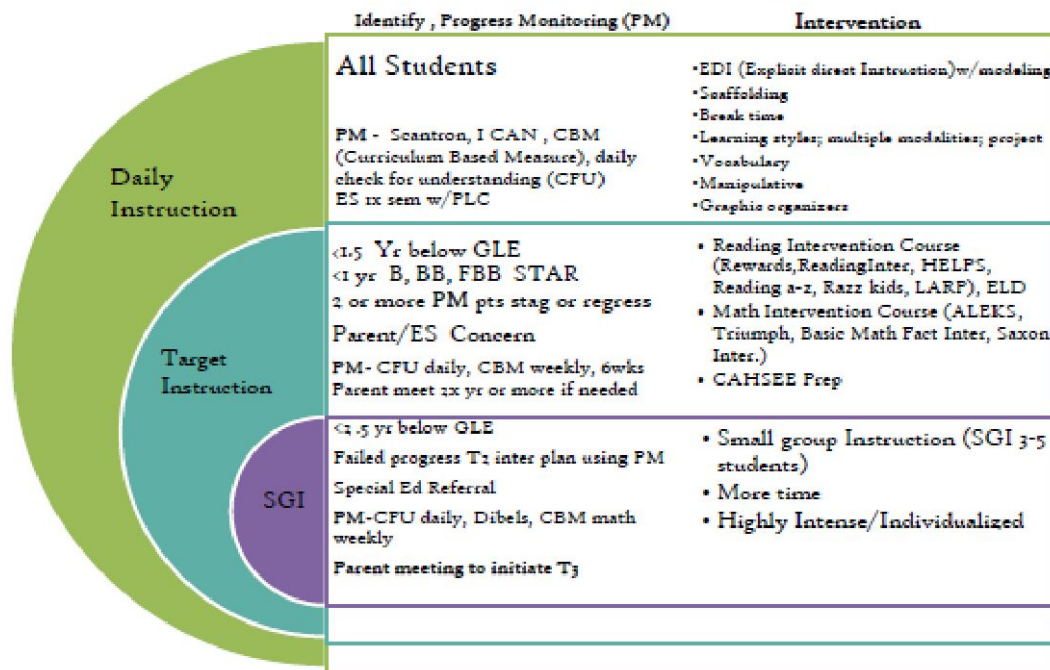 Identify , Progress Monitoring (PM)
Intervention
Daily
Instruction
All Students
PM - Scantron, I CAN , CBM
(Curriculum Based Measure), daily
check for understanding (CFU)
ES 1x sem w/PLC
•EDI (Explicit direct Instruction)w/modeling
•Scaffolding
•Break time
•Learning styles; multiple modalities; project
•Vocabulary
•Manipulative
•Graphic organizers
Target
Instruction
<1.5 Yr below GLE
<1 yr B, BB, FBB STAR
2 or more PM pts stag or regress
Parent/ES Concern
PM- CFU daily, CBM weekly, 6wks
Parent meet 2x yr or more if needed
• Reading Intervention Course
(Rewards,ReadingInter, HELPS,
Reading a-z, Razz kids, LARP), ELD
• Math Intervention Course (ALEKS,
Triumph, Basic Math Fact Inter, Saxon
Inter.)
• CAHSEE Prep
SGI
<2 .5 yr below GLE
Failed progress T2 inter plan using PM
Special Ed Referral
PM-CFU daily, Dibels, CBM math
weekly
Parent meeting to initiate T3
• Small group Instruction (SGI 3-5
students)
• More time
• Highly Intense/Individualized